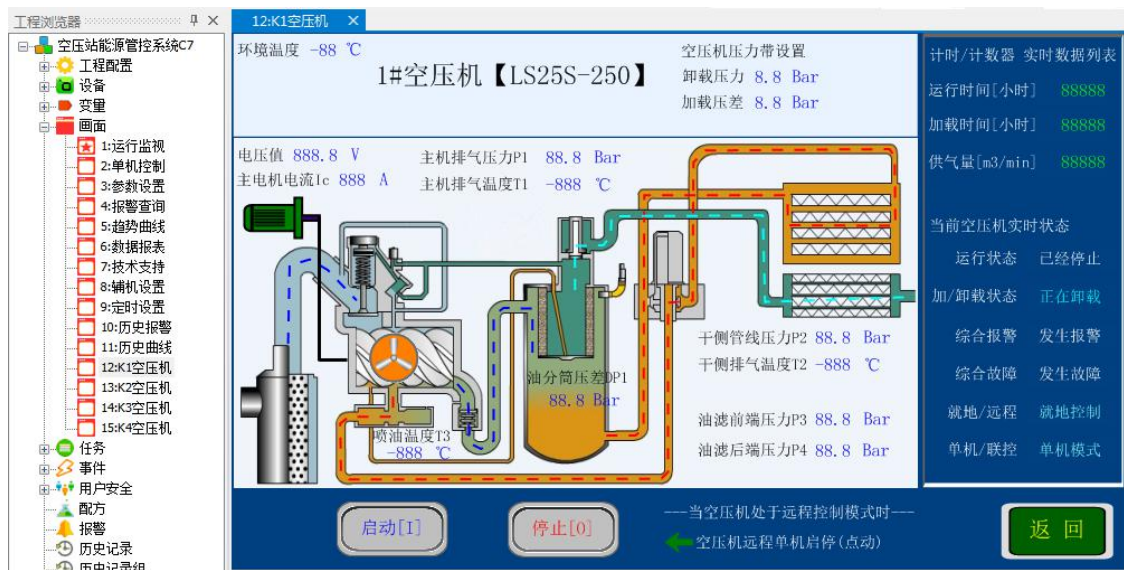 工程浏览器
12:K1空压机
空压站能源管控系统C7
工程配置
设备
变量
画面
1:运行监视
2:单机控制
3:参数设置
4:报警查询
5:趋势曲线
6:数据报表
7:技术支持
8:辅机设置
9:定时设置
10:历史报警
11:历史曲线
12:K1空压机
13:K2空压机
14:K3空压机
15:K4空压机
任务
事件
用户安全
配方
报警
历史记录
历史记录组
环境温度 -88 ℃
1#空压机【LS25S-250】
空压机压力带设置
卸载压力 8.8 Bar
加载压差 8.8 Bar
电压值 888.8 V
主电机电流Ic 888 A
主机排气压力P1 88.8 Bar
主机排气温度T1 -888 ℃
干侧管线压力P2 88.8 Bar
干侧排气温度T2 -888 ℃
油分筒压差DP1
88.8 Bar
油滤前端压力P3 88.8 Bar
油滤后端压力P4 88.8 Bar
喷油温度T3
-888 ℃
启动[I]
停止[O]
---当空压机处于远程控制模式时---
空压机远程单机启停(点动)
计时/计数器 实时数据列表
运行时间[小时] 88888
加载时间[小时] 88888
供气量[m3/min] 88888
当前空压机实时状态
运行状态 已经停止
加/卸载状态 正在卸载
综合报警 发生报警
综合故障 发生故障
就地/远程 就地控制
单机/联控 单机模式
返 回